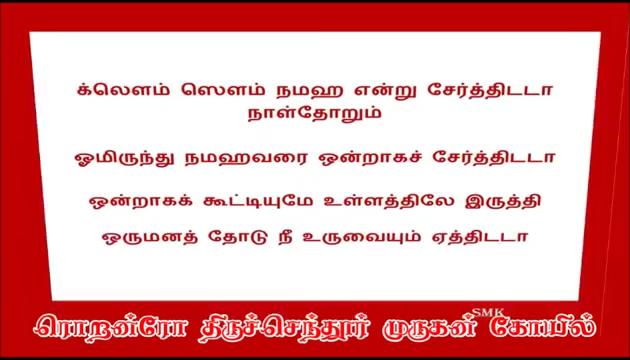 க்லௌம் ஸௌம் நமஹ என்று சேர்த்திடடா
நாள்தோறும்
ஓமிருந்து நமஹவரை ஒன்றாகச் சேர்த்திடடா
ஒன்றாகக் கூட்டியுமே உள்ளத்திலே இருத்தி
ஒருமனத் தோடு நீ உருவையும் ஏத்திடடா
SMK
ரொறன்ரோ திருச்செந்தூர் முருகன் கோயில்